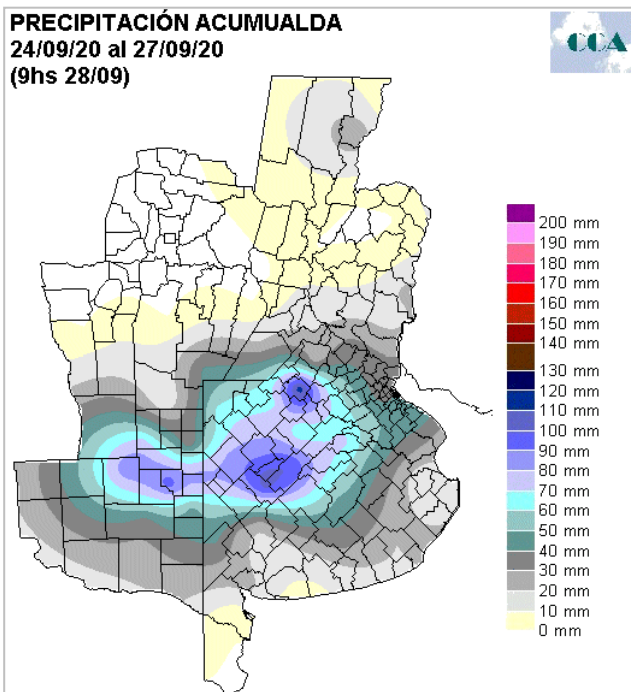 PRECIPITACIÓN ACUMUALDA
24/09/20 al 27/09/20
(9hs 28/09)
CCA
200 mm
190 mm
180 mm
170 mm
160 mm
150 mm
140 mm
130 mm
120 mm
110 mm
100 mm
90 mm
80 mm
70 mm
60 mm
50 mm
40 mm
30 mm
20 mm
10 mm
0 mm